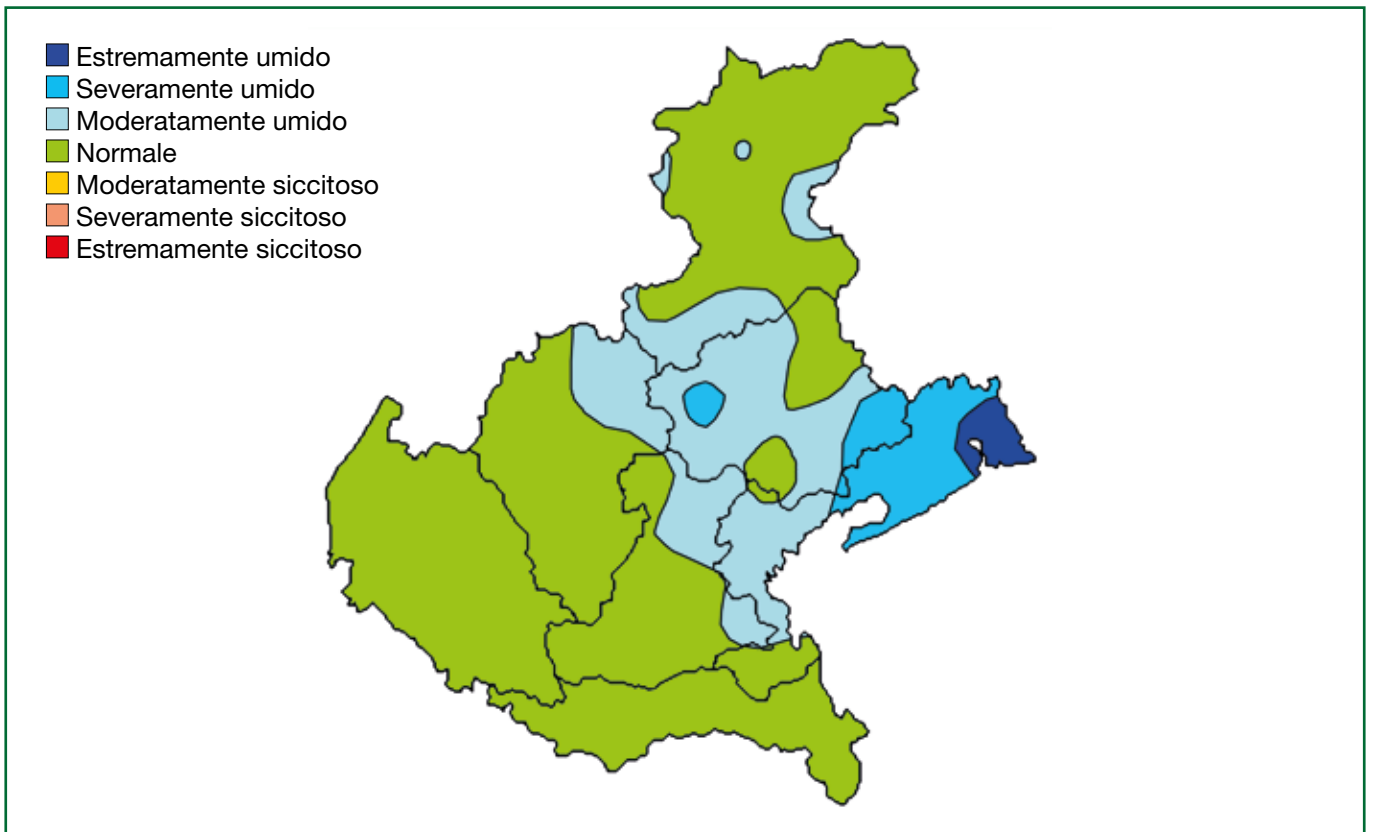 Estremamente umido
Severamente umido
Moderatamente umido
Normale
Moderatamente siccitoso
Severamente siccitoso
Estremamente siccitoso